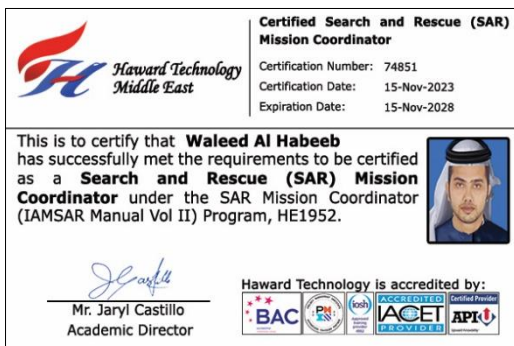 Haward Technology
Middle East
Certified Search and Rescue (SAR)
Mission Coordinator
Certification Number: 74851
Certification Date: 15-Nov-2023
Expiration Date: 15-Nov-2028
This is to certify that Waleed Al Habeeb
has successfully met the requirements to be certified
as a Search and Rescue (SAR) Mission
Coordinator under the SAR Mission Coordinator
(IAMSAR Manual Vol II) Program, HE1952.
Mr. Jaryl Castillo
Academic Director
Haward Technology is accredited by:
BAC
iosh
ACCREDITED
IACET
PROVIDER
Certified Provider
API